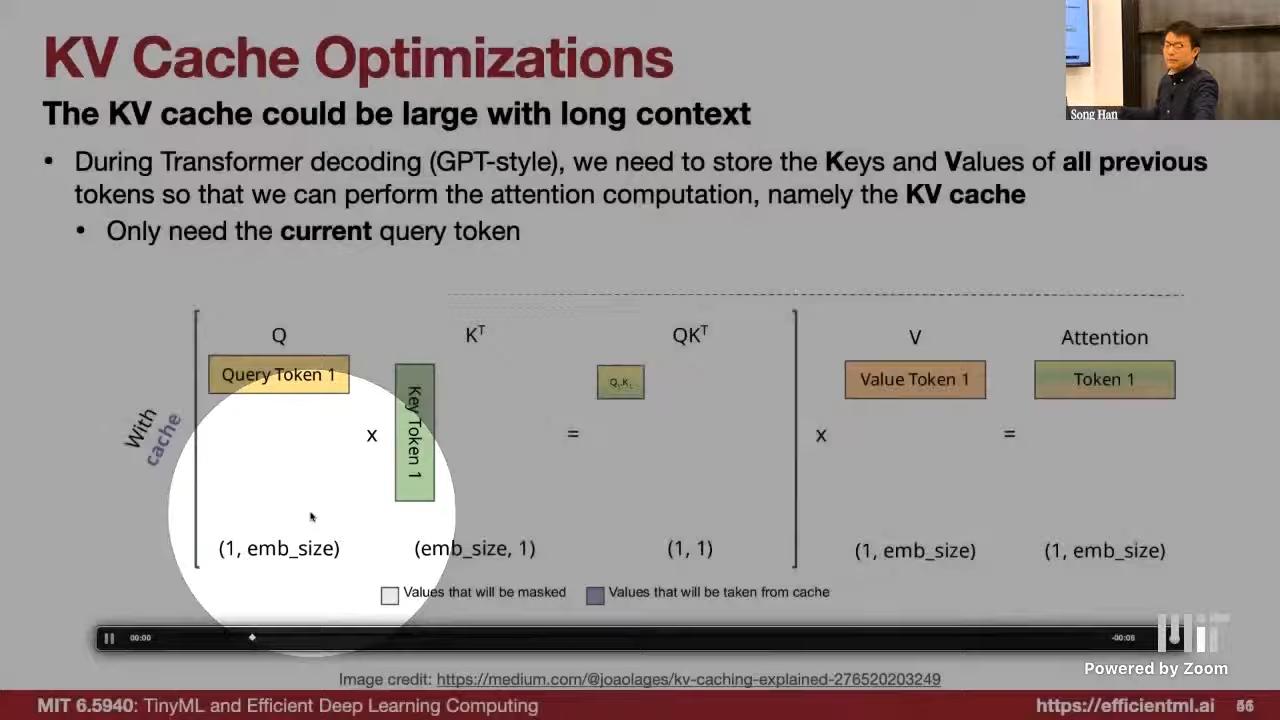 KV Cache Optimizations
Song Han
The KV cache could be large with long context
• During Transformer decoding (GPT-style), we need to store the Keys and Values of all previous
tokens so that we can perform the attention computation, namely the KV cache
• Only need the current query token
Q
K^T
QK^T
V
Attention
Query Token 1
Key Token 1
Value Token 1
Token 1
With
cache
x
=
x
=
(1, emb_size)
(emb_size, 1)
(1, 1)
(1, emb_size)
(1, emb_size)
Values that will be masked
Values that will be taken from cache
00:00
MIT
Powered by Zoom
Image credit: https://medium.com/@joaolages/kv-caching-explained-276520203249
MIT 6.5940: TinyML and Efficient Deep Learning Computing
https://efficientml.ai